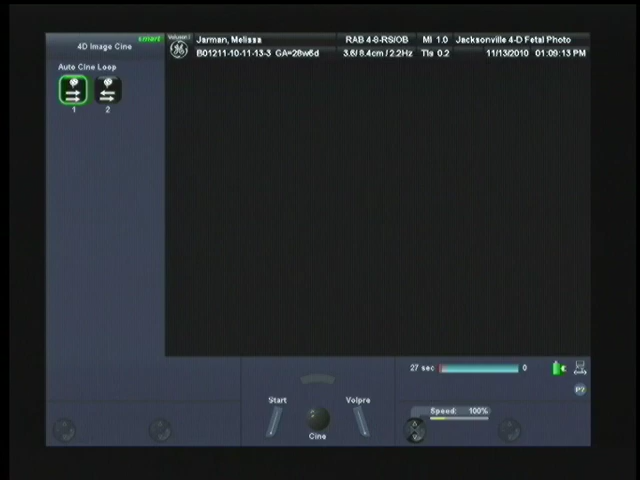 4D Image Cine
smart
Auto Cine Loop
1 2
Jarman, Melissa RAB 4-8-RS/OB MI 1.0 Jacksonville 4-D Fetal Photo
B01211-10-11-13-3 GA=28w6d 3.6/8.4cm/2.2Hz TIs 0.2 11/13/2010 01:09:13 PM
27 sec 0
P7
Start Volpre
Cine
Speed: 100%